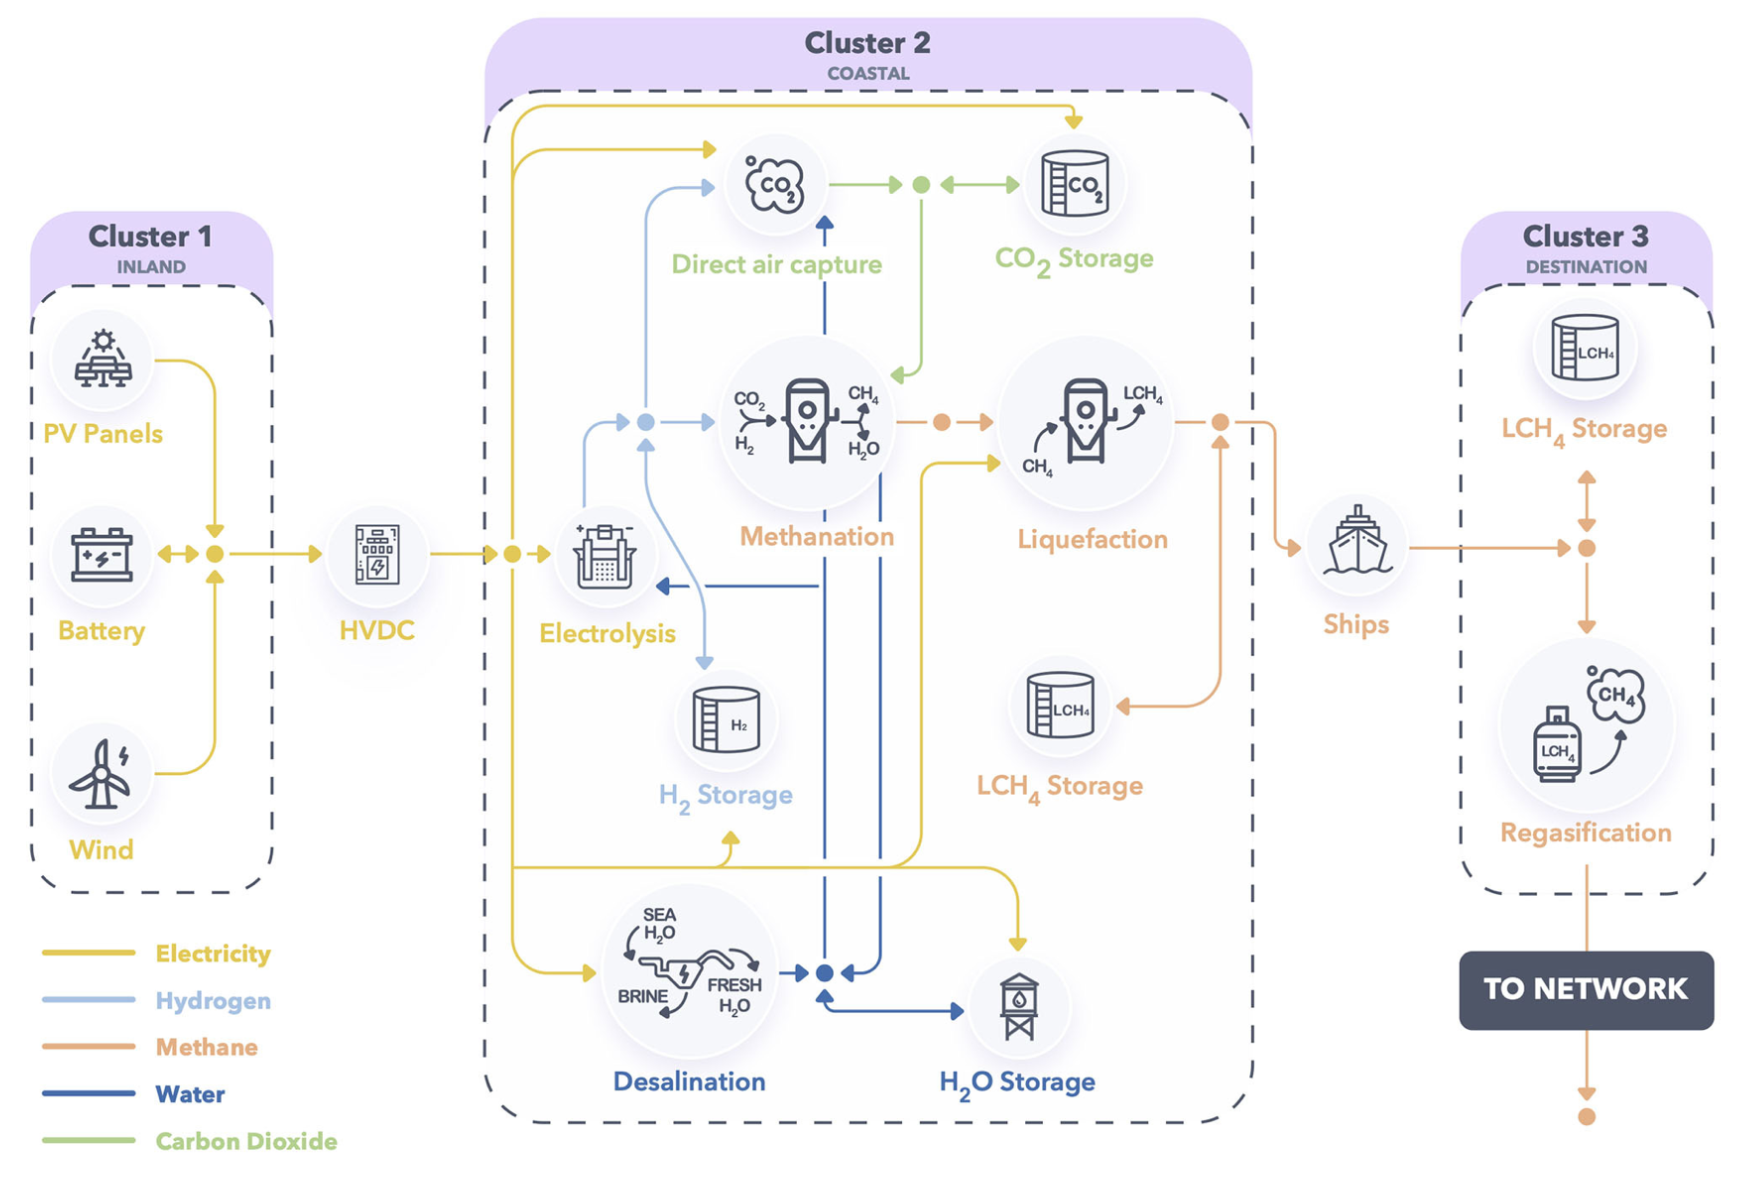 Cluster 1
INLAND
PV Panels
+ -
Battery
Wind
HVDC
Cluster 2
COASTAL
CO2
Direct air capture
CO2
CO2 Storage
CO2
H2
CH4
H2O
Methanation
CH4
LCH4
Liquefaction
+ -
Electrolysis
H2
H2 Storage
LCH4
LCH4 Storage
SEA
H2O
BRINE
FRESH
H2O
Desalination
H2O Storage
Ships
Cluster 3
DESTINATION
LCH4
LCH4 Storage
LCH4
CH4
Regasification
TO NETWORK
Electricity
Hydrogen
Methane
Water
Carbon Dioxide